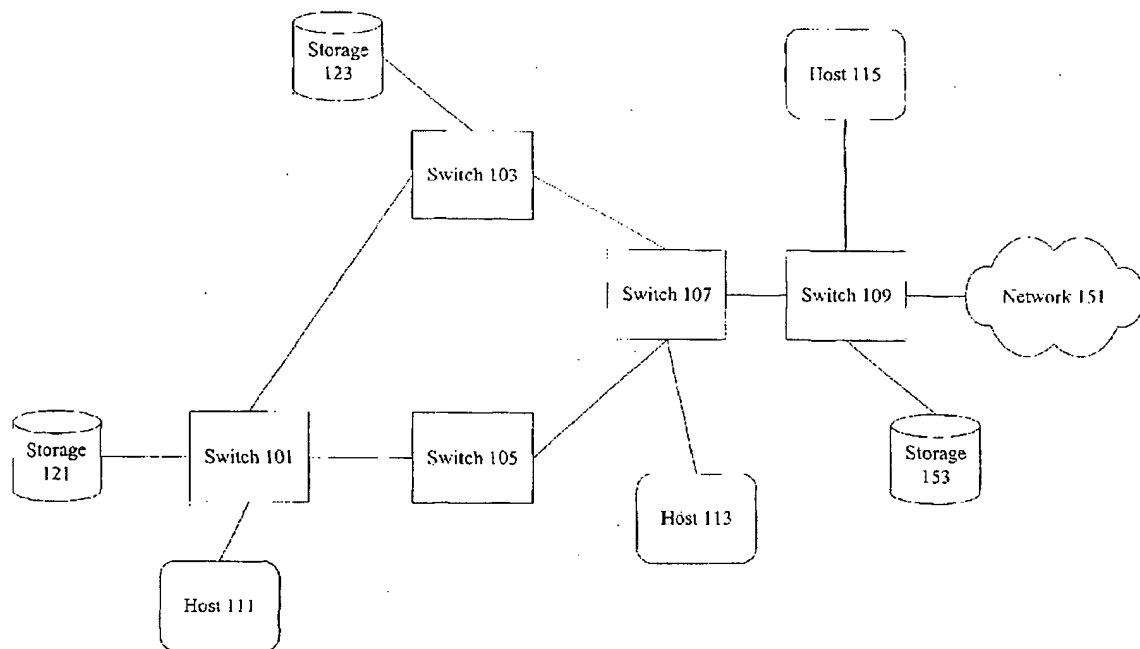 Storage
123
Host 115
Switch 103
Switch 107
Switch 109
Network 151
Storage
121
Switch 101
Switch 105
Storage
153
Host 113
Host 111